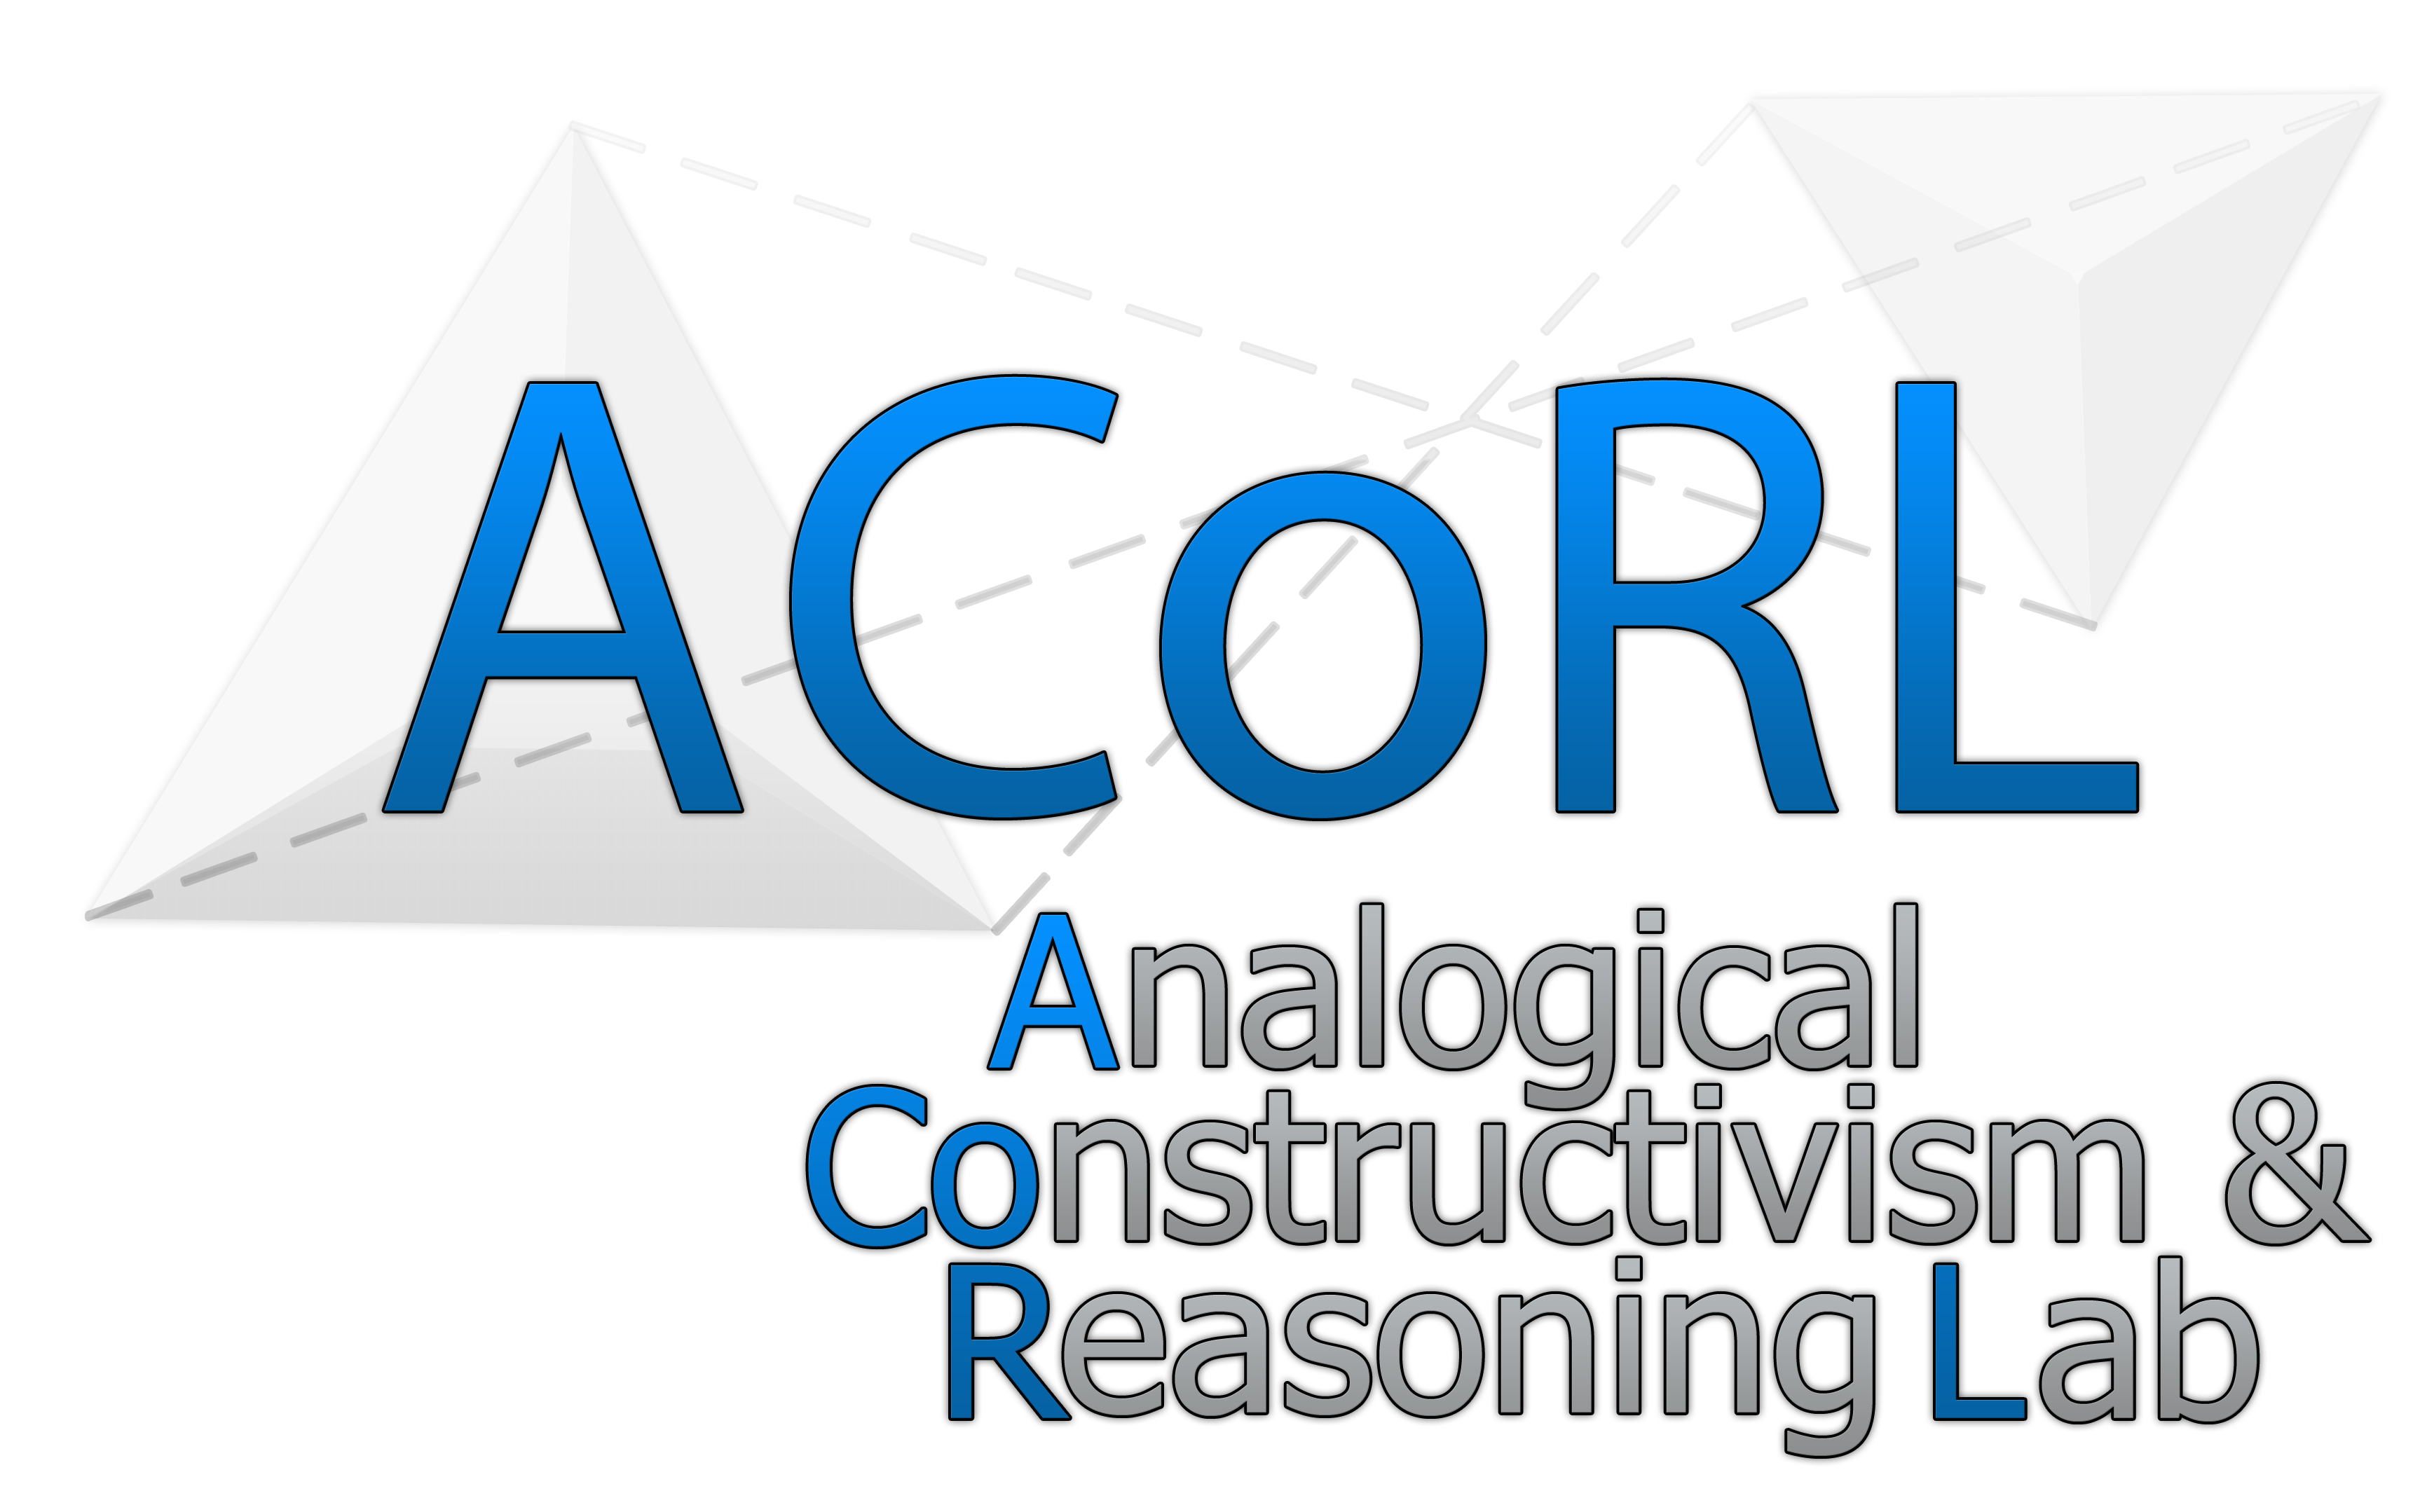 ACoRL
Analogical
Constructivism &
Reasoning Lab